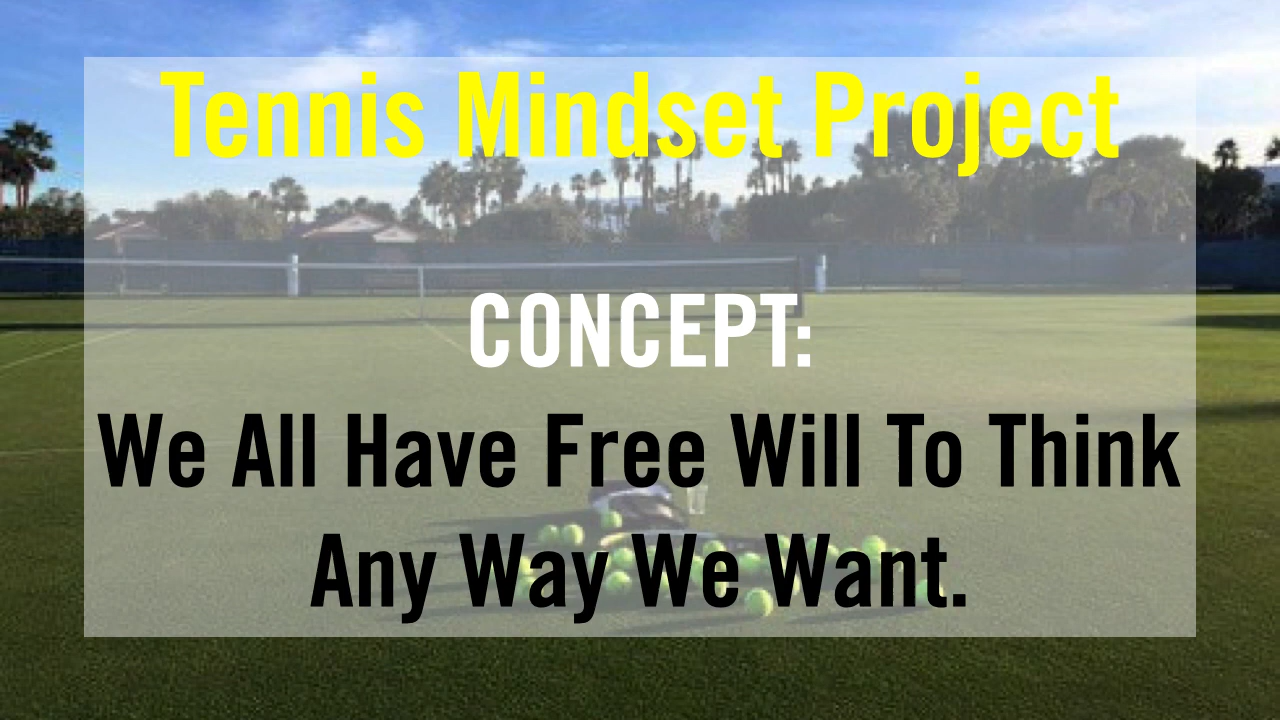 Tennis Mindset Project
CONCEPT:
We All Have Free Will To Think
Any Way We Want.